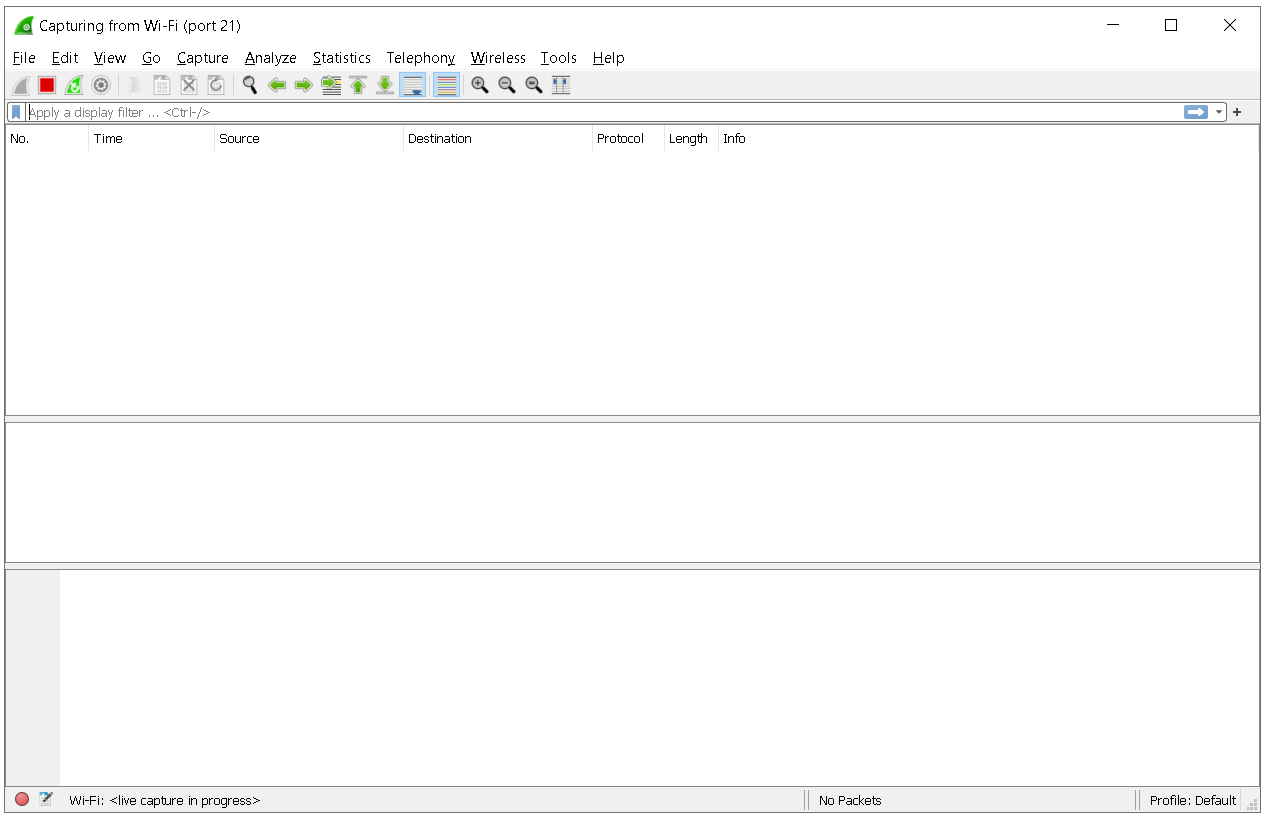 Capturing from Wi-Fi (port 21)
File Edit View Go Capture Analyze Statistics Telephony Wireless Tools Help
Apply a display filter ... <Ctrl-/>
No. Time Source Destination Protocol Length Info
Wi-Fi: <live capture in progress> No Packets Profile: Default